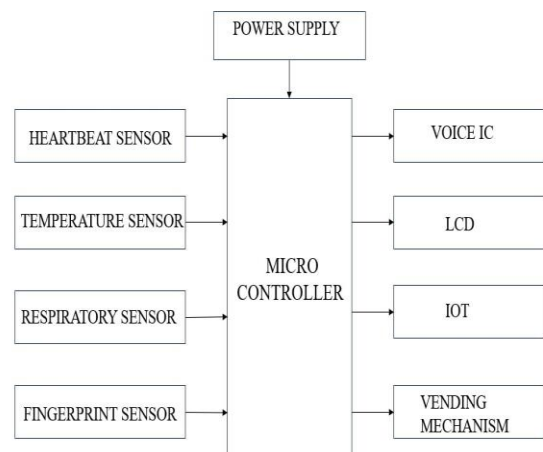 POWER SUPPLY
HEARTBEAT SENSOR
TEMPERATURE SENSOR
RESPIRATORY SENSOR
FINGERPRINT SENSOR
MICRO
CONTROLLER
VOICE IC
LCD
IOT
VENDING
MECHANISM